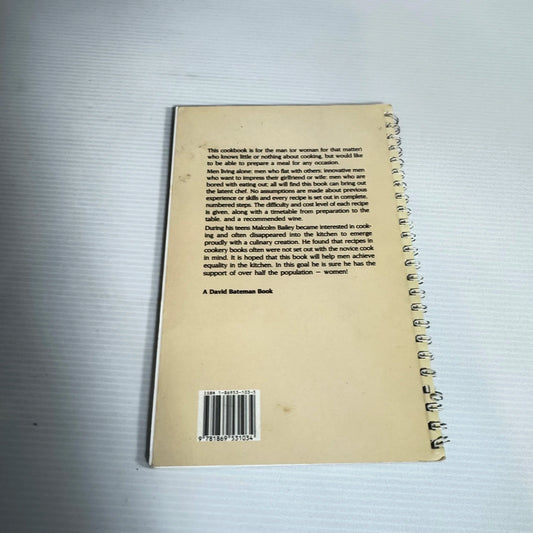 This cookbook is for the man (or woman for that matter)
who knows little or nothing about cooking, but would like
to be able to prepare a meal for any occasion.
Men living alone; men who flat with others; innovative men
who want to impress their girlfriend or wife; men who are
bored with eating out, all will find this book can bring out
the latent chef. No assumptions are made about previous
experience or skills and every recipe is set out in complete,
numbered steps. The difficulty and cost level of each recipe
is given, along with a timetable from preparation to the
table, and a recommended wine.
During his teens Malcolm Bailey became interested in cook-
ing and often disappeared into the kitchen to emerge
proudly with a culinary creation. He found that recipes in
cookery books often were not set out with the novice cook
in mind. It is hoped that this book will help men achieve
equality in the kitchen. In this goal he is sure he has the
support of over half the population – women!
A David Bateman Book
ISBN 1-86953-103-5
9 781869 531034